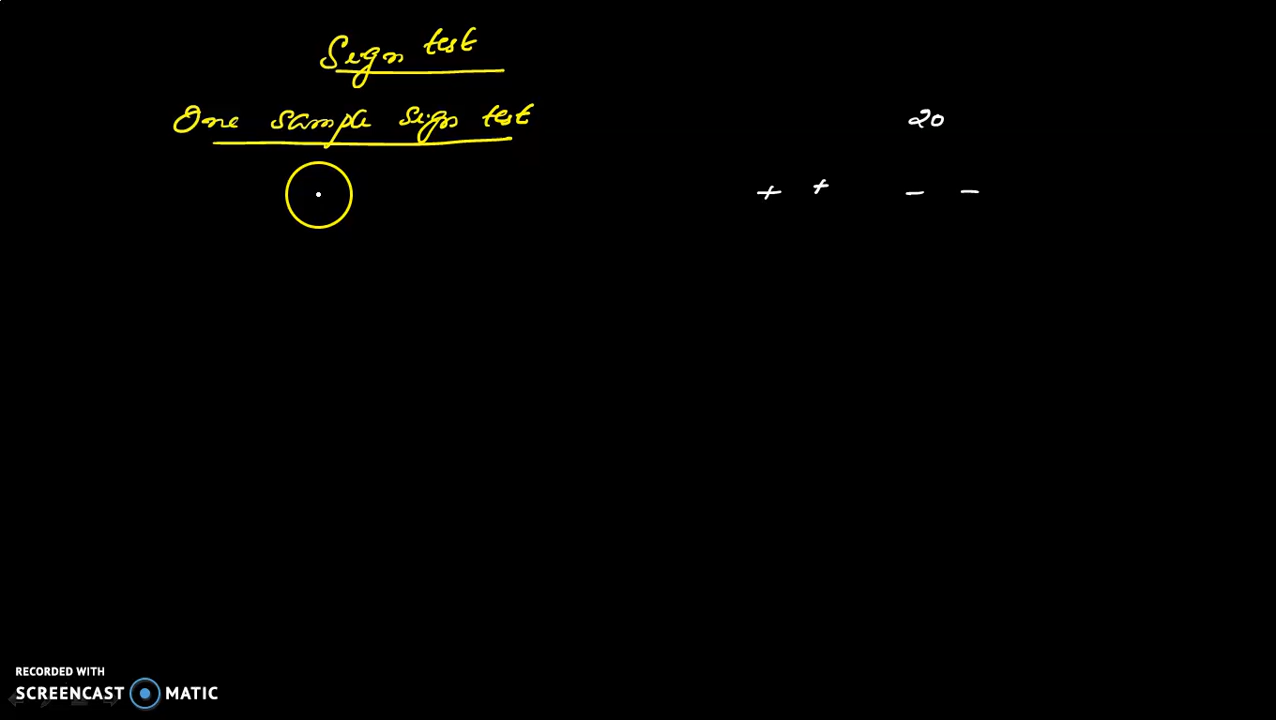 Sign test
One sample sign test
20
+ + - -
RECORDED WITH
SCREENCAST MATIC